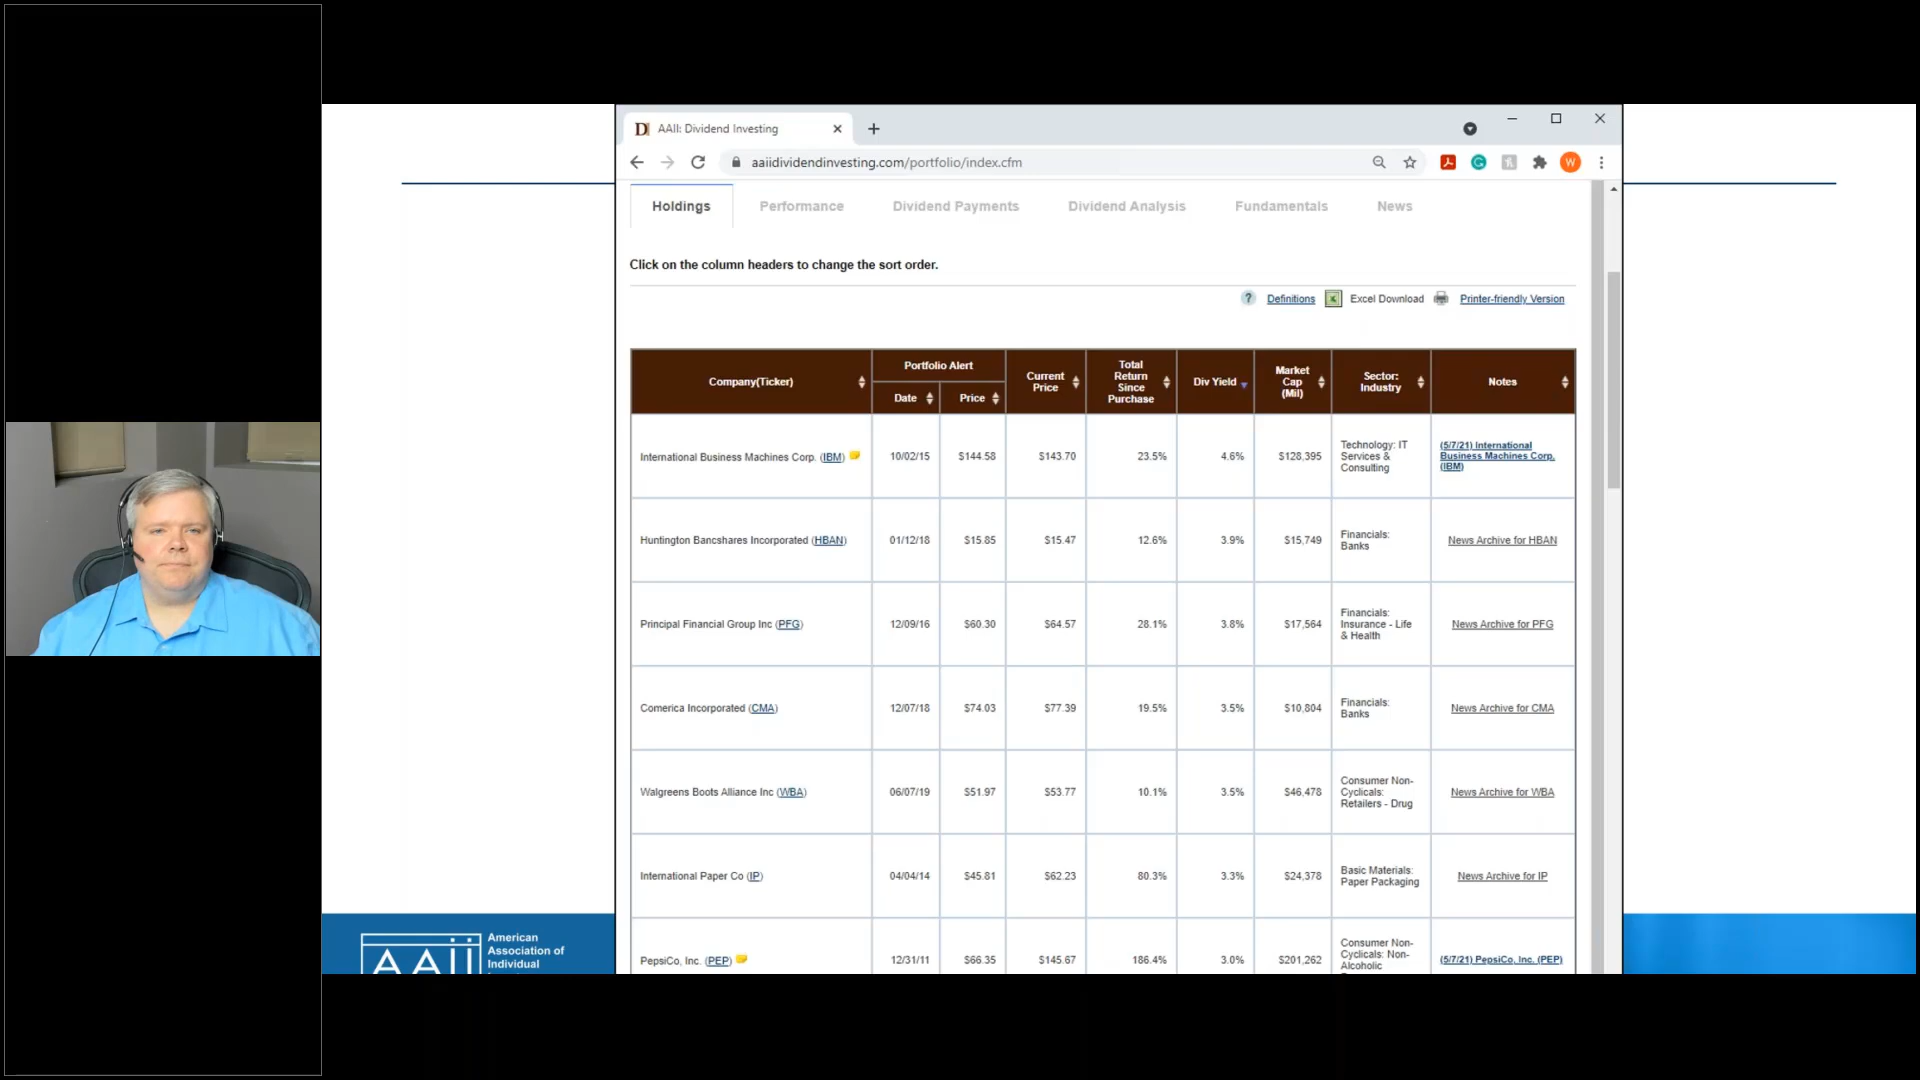 AAII: Dividend Investing
aaiidividendinvesting.com/portfolio/index.cfm
W
Holdings Performance Dividend Payments Dividend Analysis Fundamentals News
Click on the column headers to change the sort order.
? Definitions Excel Download Printer-friendly Version
Company(Ticker) Portfolio Alert Date Price Current Price Total Return Since Purchase Div Yield Market Cap (Mil) Sector: Industry Notes
International Business Machines Corp. (IBM) 10/02/15 $144.58 $143.70 23.5% 4.6% $128,395 Technology: IT Services & Consulting (5/7/21) International Business Machines Corp. (IBM)
Huntington Bancshares Incorporated (HBAN) 01/12/18 $15.85 $15.47 12.6% 3.9% $15,749 Financials: Banks News Archive for HBAN
Principal Financial Group Inc (PFG) 12/09/16 $60.30 $64.57 28.1% 3.8% $17,564 Financials: Insurance - Life & Health News Archive for PFG
Comerica Incorporated (CMA) 12/07/18 $74.03 $77.39 19.5% 3.5% $10,804 Financials: Banks News Archive for CMA
Walgreens Boots Alliance Inc (WBA) 06/07/19 $51.97 $53.77 10.1% 3.5% $46,478 Consumer Non-Cyclicals: Retailers - Drug News Archive for WBA
International Paper Co (IP) 04/04/14 $45.81 $62.23 80.3% 3.3% $24,378 Basic Materials: Paper Packaging News Archive for IP
PepsiCo, Inc. (PEP) 12/31/11 $66.35 $145.67 186.4% 3.0% $201,262 Consumer Non-Cyclicals: Non-Alcoholic (5/7/21) PepsiCo, Inc. (PEP)
AAII
American
Association of
Individual